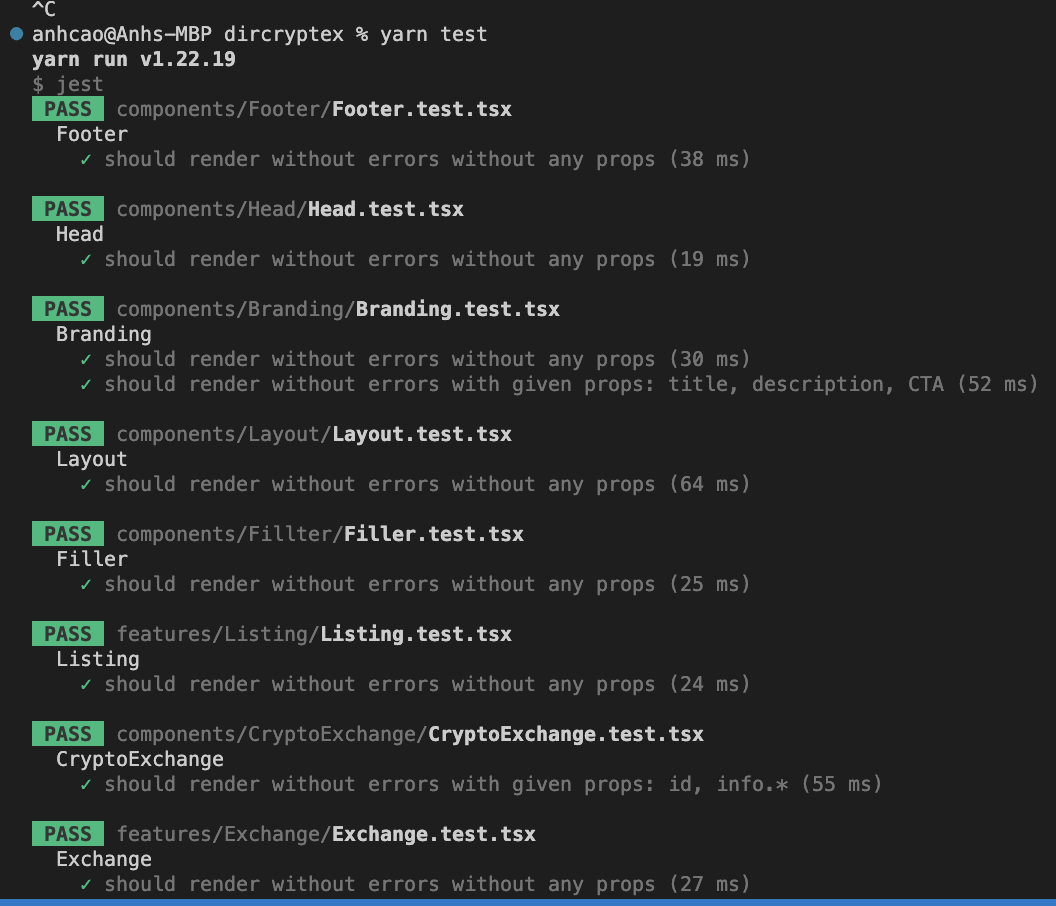 ^C
anhcao@Anhs-MBP dircryptex % yarn test
yarn run v1.22.19
$ jest
PASS components/Footer/Footer.test.tsx
Footer
✓ should render without errors without any props (38 ms)
PASS components/Head/Head.test.tsx
Head
✓ should render without errors without any props (19 ms)
PASS components/Branding/Branding.test.tsx
Branding
✓ should render without errors without any props (30 ms)
✓ should render without errors with given props: title, description, CTA (52 ms)
PASS components/Layout/Layout.test.tsx
Layout
✓ should render without errors without any props (64 ms)
PASS components/Fillter/Filler.test.tsx
Filler
✓ should render without errors without any props (25 ms)
PASS features/Listing/Listing.test.tsx
Listing
✓ should render without errors without any props (24 ms)
PASS components/CryptoExchange/CryptoExchange.test.tsx
CryptoExchange
✓ should render without errors with given props: id, info.* (55 ms)
PASS features/Exchange/Exchange.test.tsx
Exchange
✓ should render without errors without any props (27 ms)